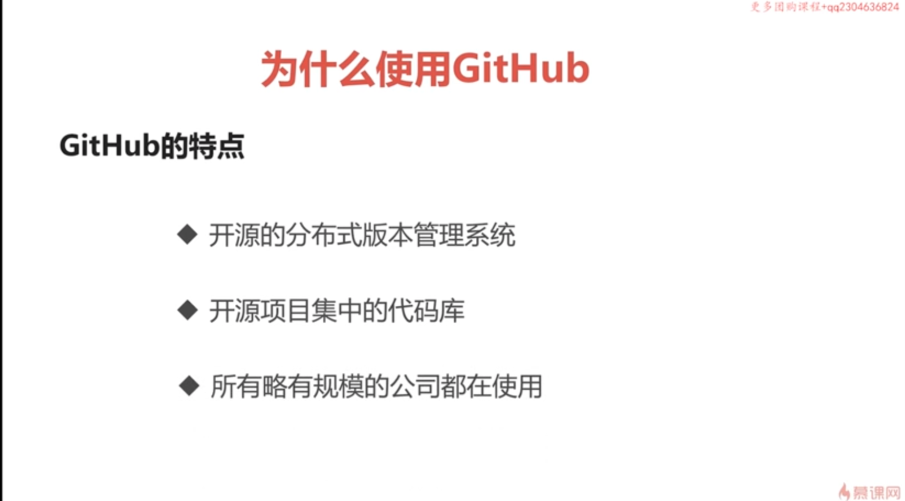 更多团购课程+qq2304636824
为什么使用GitHub
GitHub的特点
◆ 开源的分布式版本管理系统
◆ 开源项目集中的代码库
◆ 所有略有规模的公司都在使用
慕课网